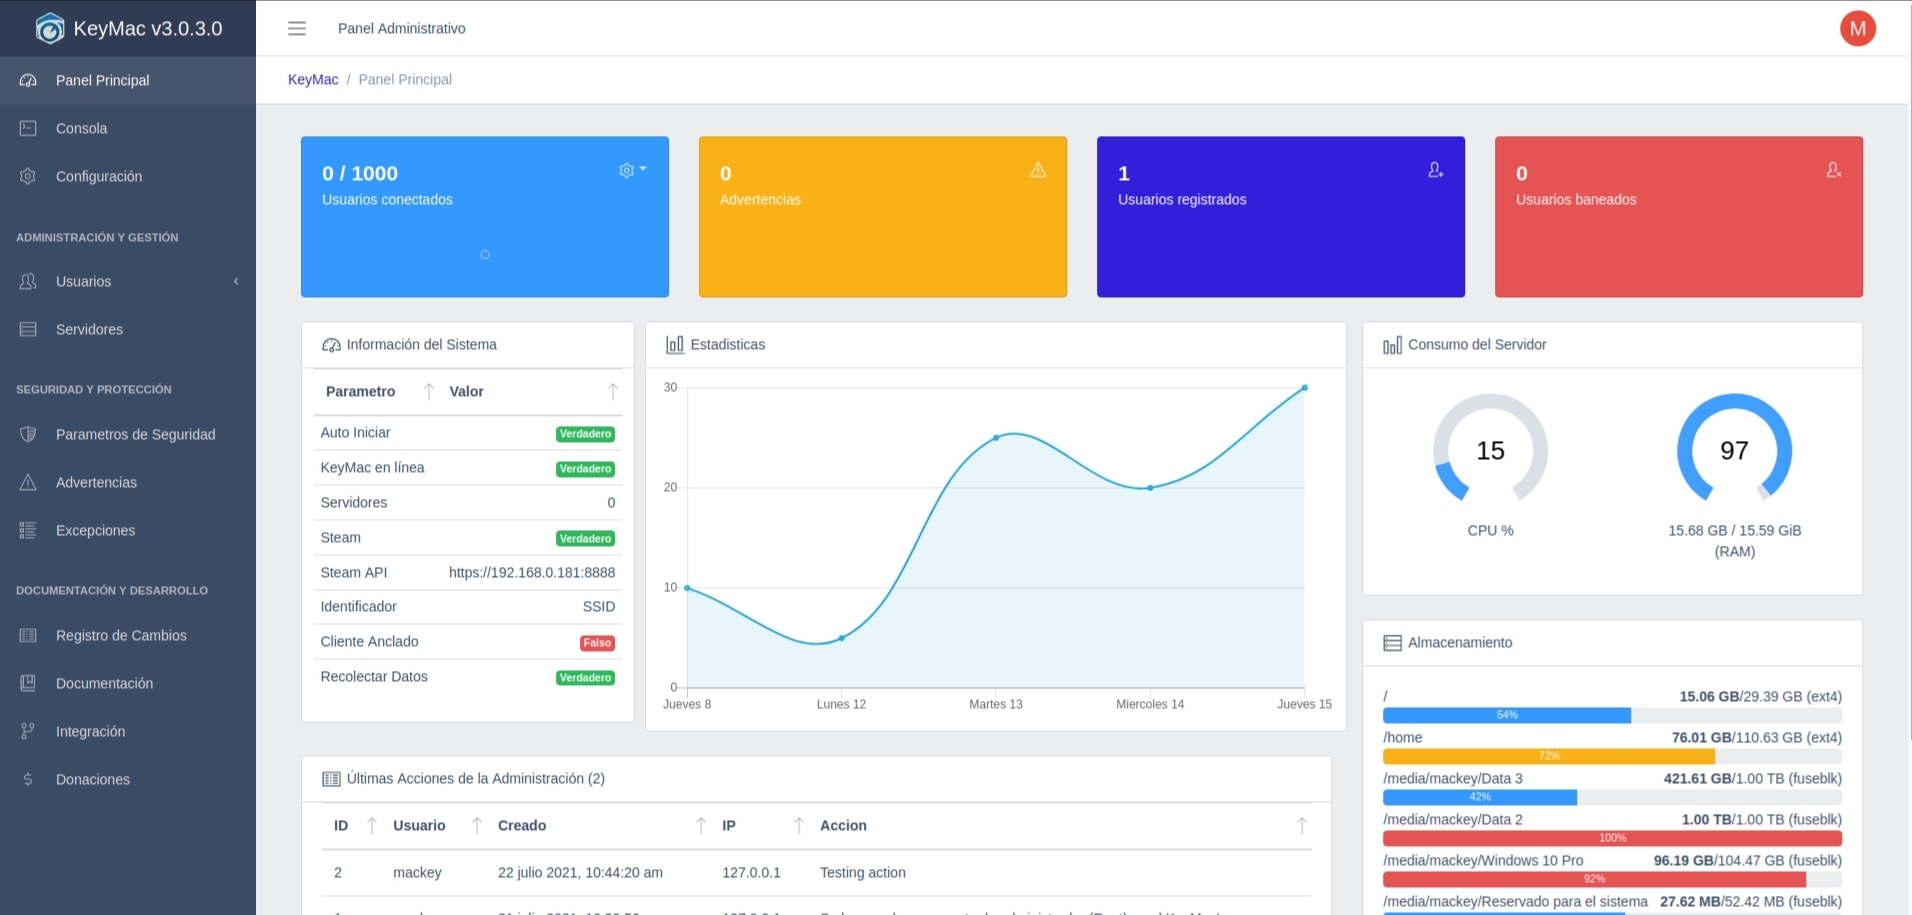 KeyMac v3.0.3.0
Panel Administrativo
M
KeyMac / Panel Principal
Panel Principal
Consola
Configuración
ADMINISTRACIÓN Y GESTIÓN
Usuarios
Servidores
SEGURIDAD Y PROTECCIÓN
Parametros de Seguridad
Advertencias
Excepciones
DOCUMENTACIÓN Y DESARROLLO
Registro de Cambios
Documentación
Integración
Donaciones
0 / 1000
Usuarios conectados
0
Advertencias
1
Usuarios registrados
0
Usuarios baneados
Información del Sistema
Parametro Valor
Auto Iniciar Verdadero
KeyMac en línea Verdadero
Servidores 0
Steam Verdadero
Steam API https://192.168.0.181:8888
Identificador SSID
Cliente Anclado Falso
Recolectar Datos Verdadero
Estadisticas
30
20
10
0
Jueves 8 Lunes 12 Martes 13 Miercoles 14 Jueves 15
Consumo del Servidor
15 97
CPU %
15.68 GB / 15.59 GiB
(RAM)
Almacenamiento
/ 15.06 GB/29.39 GB (ext4)
54%
/home 76.01 GB/110.63 GB (ext4)
72%
/media/mackey/Data 3 421.61 GB/1.00 TB (fuseblk)
42%
/media/mackey/Data 2 1.00 TB/1.00 TB (fuseblk)
100%
/media/mackey/Windows 10 Pro 96.19 GB/104.47 GB (fuseblk)
92%
/media/mackey/Reservado para el sistema 27.62 MB/52.42 MB (fuseblk)
Últimas Acciones de la Administración (2)
ID Usuario Creado IP Accion
2 mackey 22 julio 2021, 10:44:20 am 127.0.0.1 Testing action